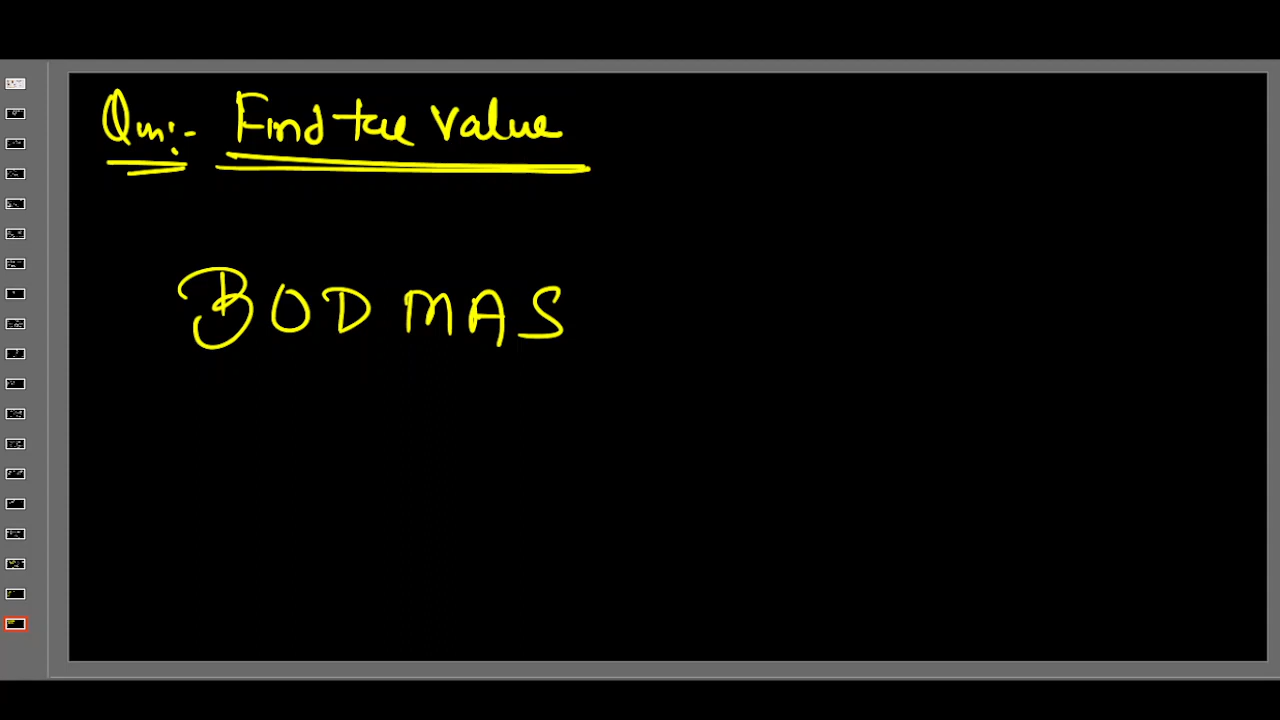 Qn:- Find the value
BODMAS